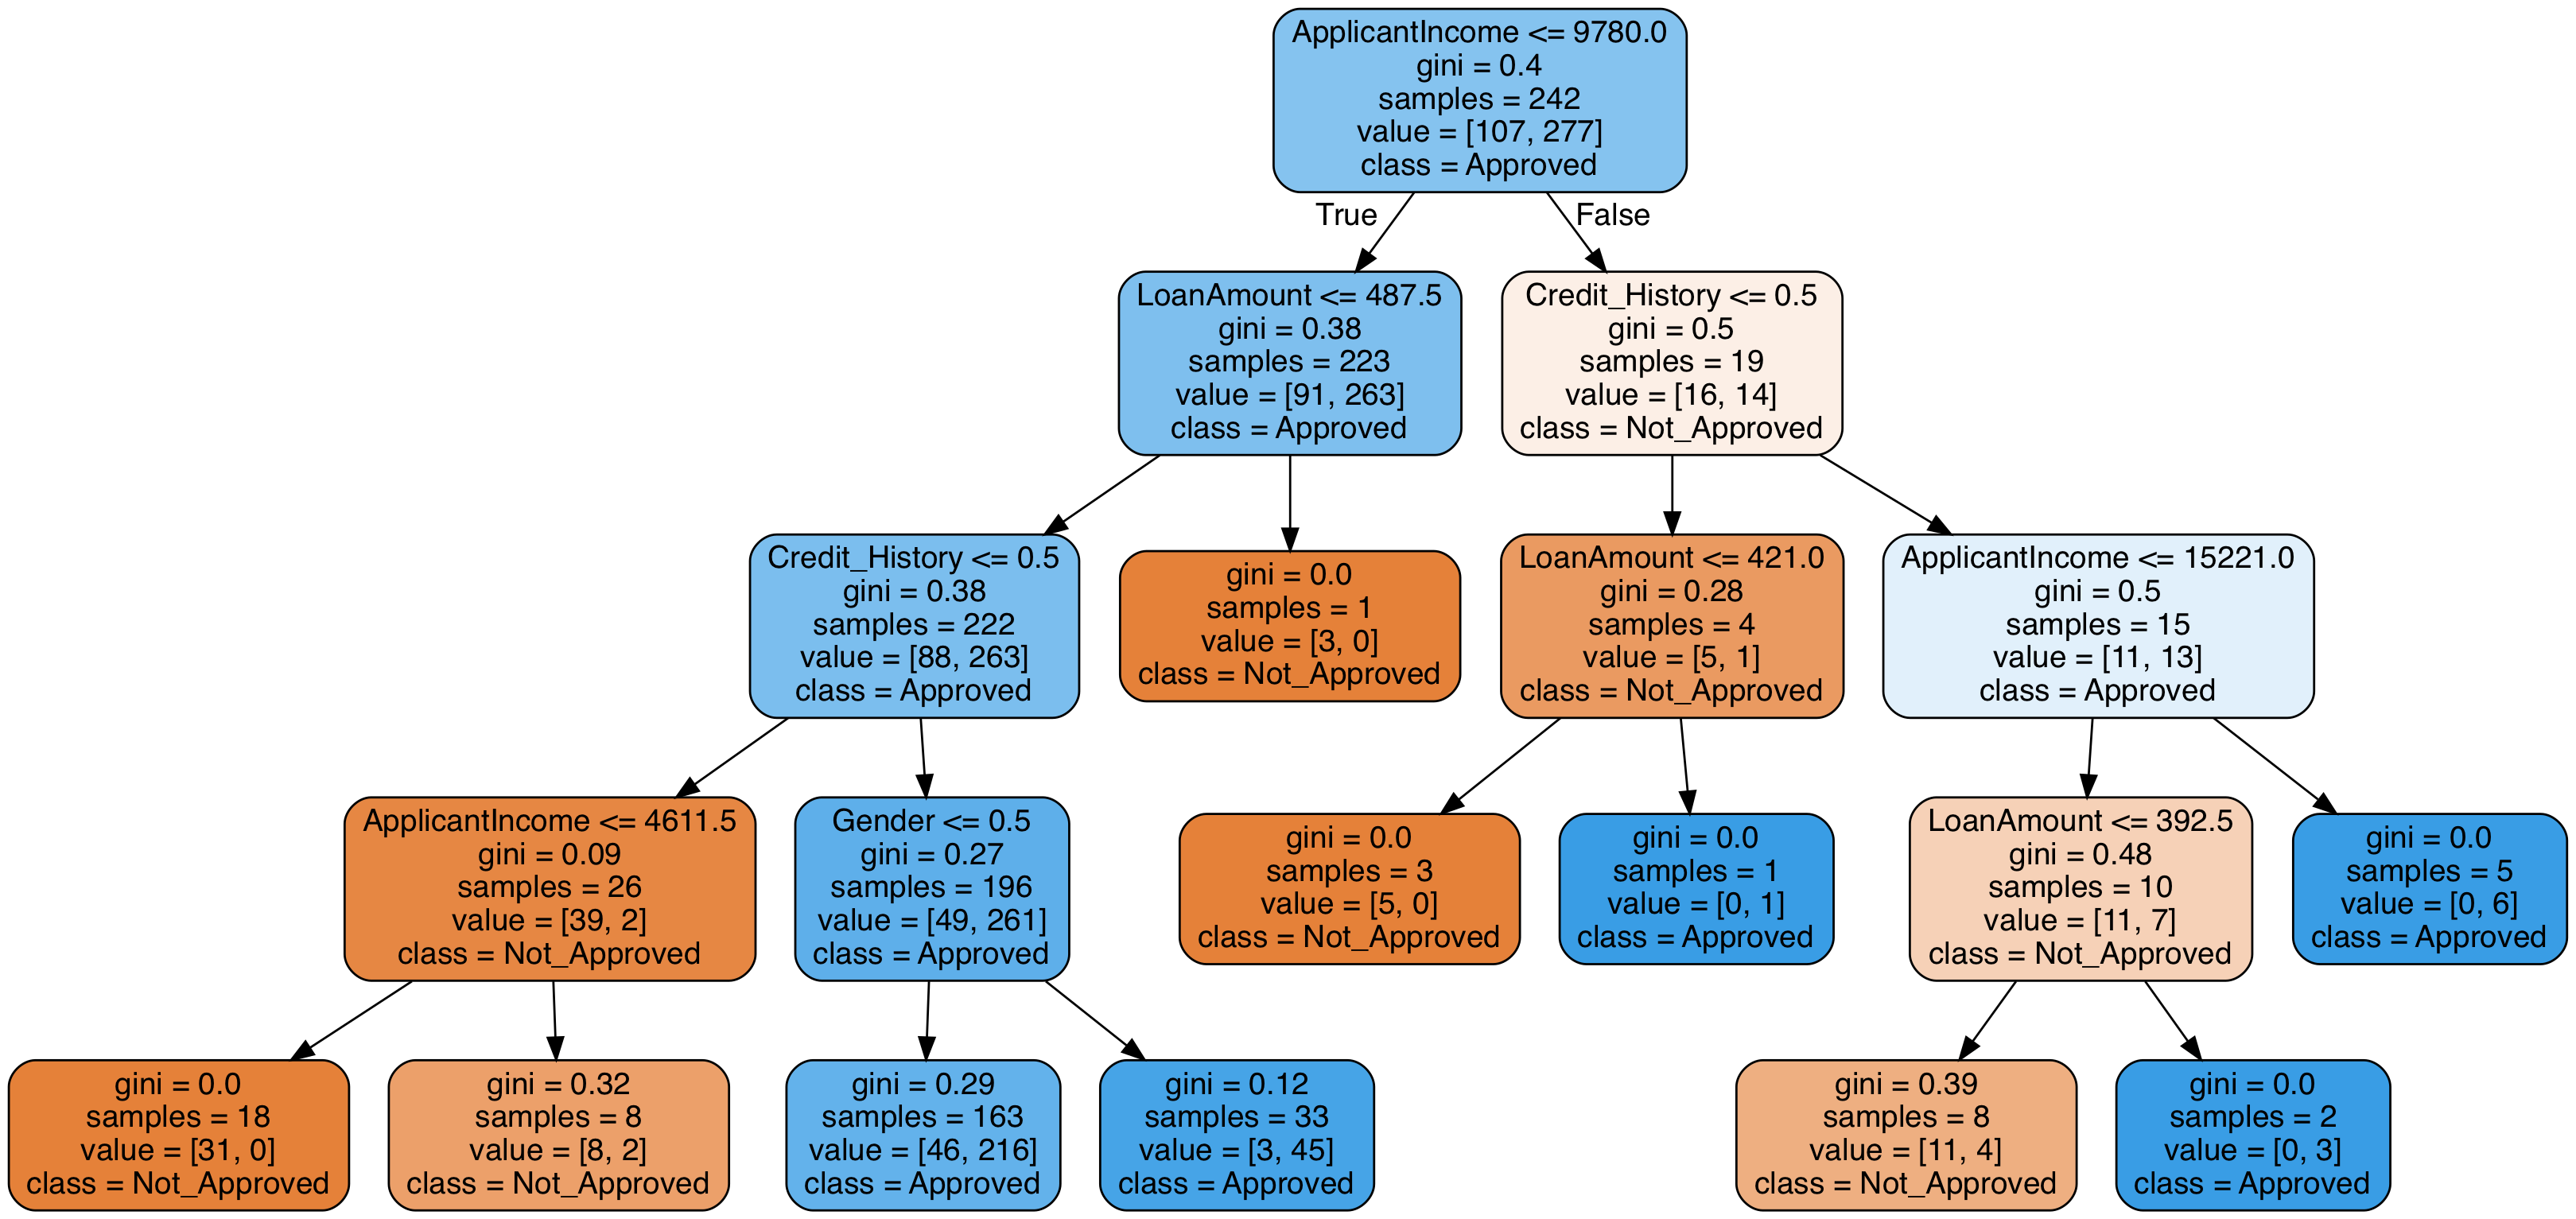 ApplicantIncome <= 9780.0
gini = 0.4
samples = 242
value = [107, 277]
class = Approved
True
False
LoanAmount <= 487.5
gini = 0.38
samples = 223
value = [91, 263]
class = Approved
Credit_History <= 0.5
gini = 0.5
samples = 19
value = [16, 14]
class = Not_Approved
Credit_History <= 0.5
gini = 0.38
samples = 222
value = [88, 263]
class = Approved
gini = 0.0
samples = 1
value = [3, 0]
class = Not_Approved
LoanAmount <= 421.0
gini = 0.28
samples = 4
value = [5, 1]
class = Not_Approved
ApplicantIncome <= 15221.0
gini = 0.5
samples = 15
value = [11, 13]
class = Approved
ApplicantIncome <= 4611.5
gini = 0.09
samples = 26
value = [39, 2]
class = Not_Approved
Gender <= 0.5
gini = 0.27
samples = 196
value = [49, 261]
class = Approved
gini = 0.0
samples = 3
value = [5, 0]
class = Not_Approved
gini = 0.0
samples = 1
value = [0, 1]
class = Approved
LoanAmount <= 392.5
gini = 0.48
samples = 10
value = [11, 7]
class = Not_Approved
gini = 0.0
samples = 5
value = [0, 6]
class = Approved
gini = 0.0
samples = 18
value = [31, 0]
class = Not_Approved
gini = 0.32
samples = 8
value = [8, 2]
class = Not_Approved
gini = 0.29
samples = 163
value = [46, 216]
class = Approved
gini = 0.12
samples = 33
value = [3, 45]
class = Approved
gini = 0.39
samples = 8
value = [11, 4]
class = Not_Approved
gini = 0.0
samples = 2
value = [0, 3]
class = Approved